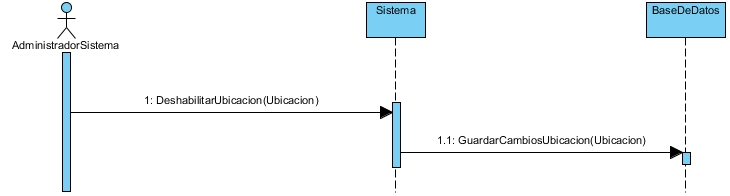 Sistema
BaseDeDatos
AdministradorSistema
1: DeshabilitarUbicacion(Ubicacion)
1.1: GuardarCambiosUbicacion(Ubicacion)